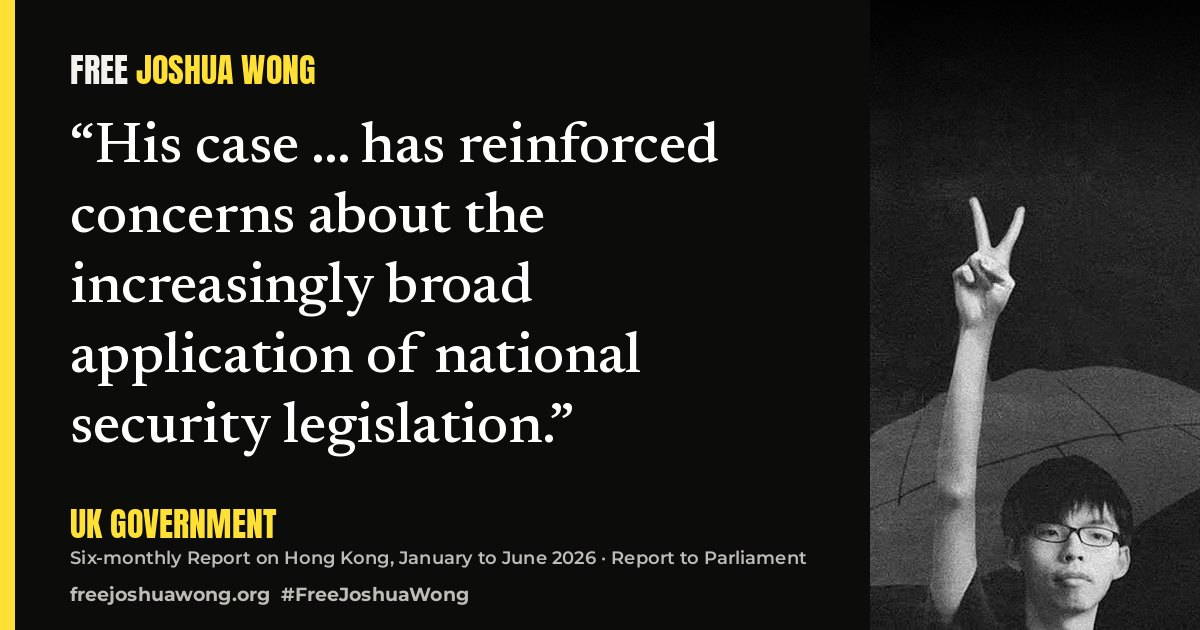 FREE JOSHUA WONG
“His case ... has reinforced
concerns about the
increasingly broad
application of national
security legislation.”
UK GOVERNMENT
Six-monthly Report on Hong Kong, January to June 2026 · Report to Parliament
freejoshuawong.org #FreeJoshuaWong